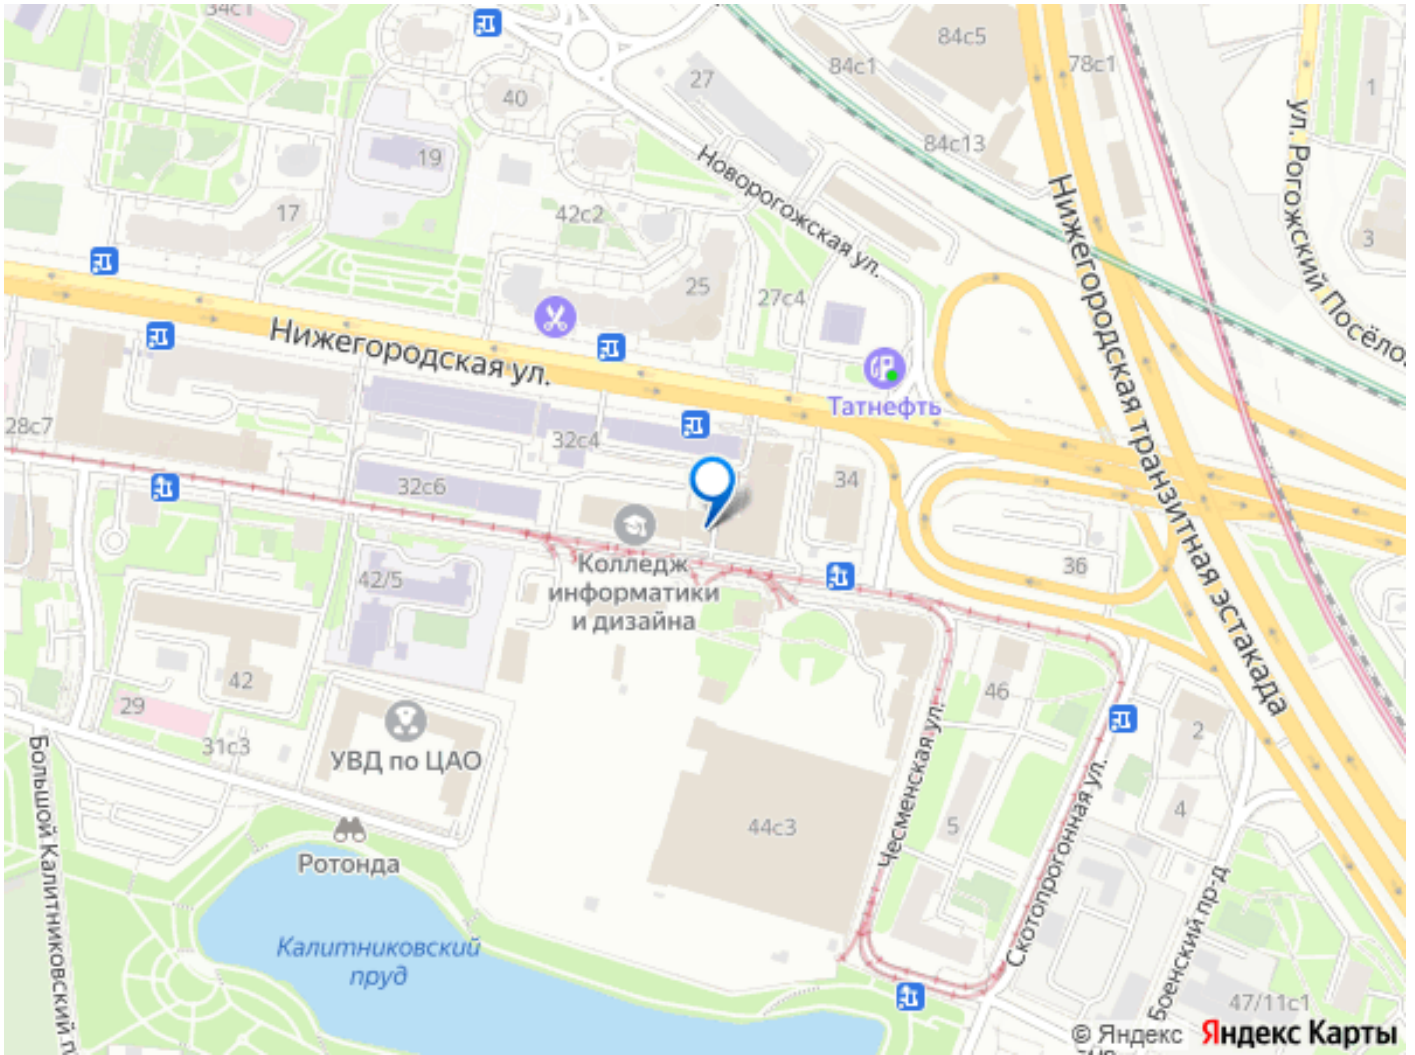 34с1
84с5
84с1
78с1
27
1
40
84с13
19
Новорогожская ул.
ул. Рогожский Посёло
17
42с2
3
25
27с4
Нижегородская ул.
Нижегородская транзитная эстакада
Татнефть
28с7
32с4
32с6
34
Колледж
информатики
и дизайна
42/5
36
42
29
31с3
46
УВД по ЦАО
2
Большой Калитниковский п
44с3
5
4
Чесменская ул.
Скотопрогонная ул.
Ротонда
Боенский пр-д
Калитниковский
пруд
47/11с1
© Яндекс Яндекс Карты